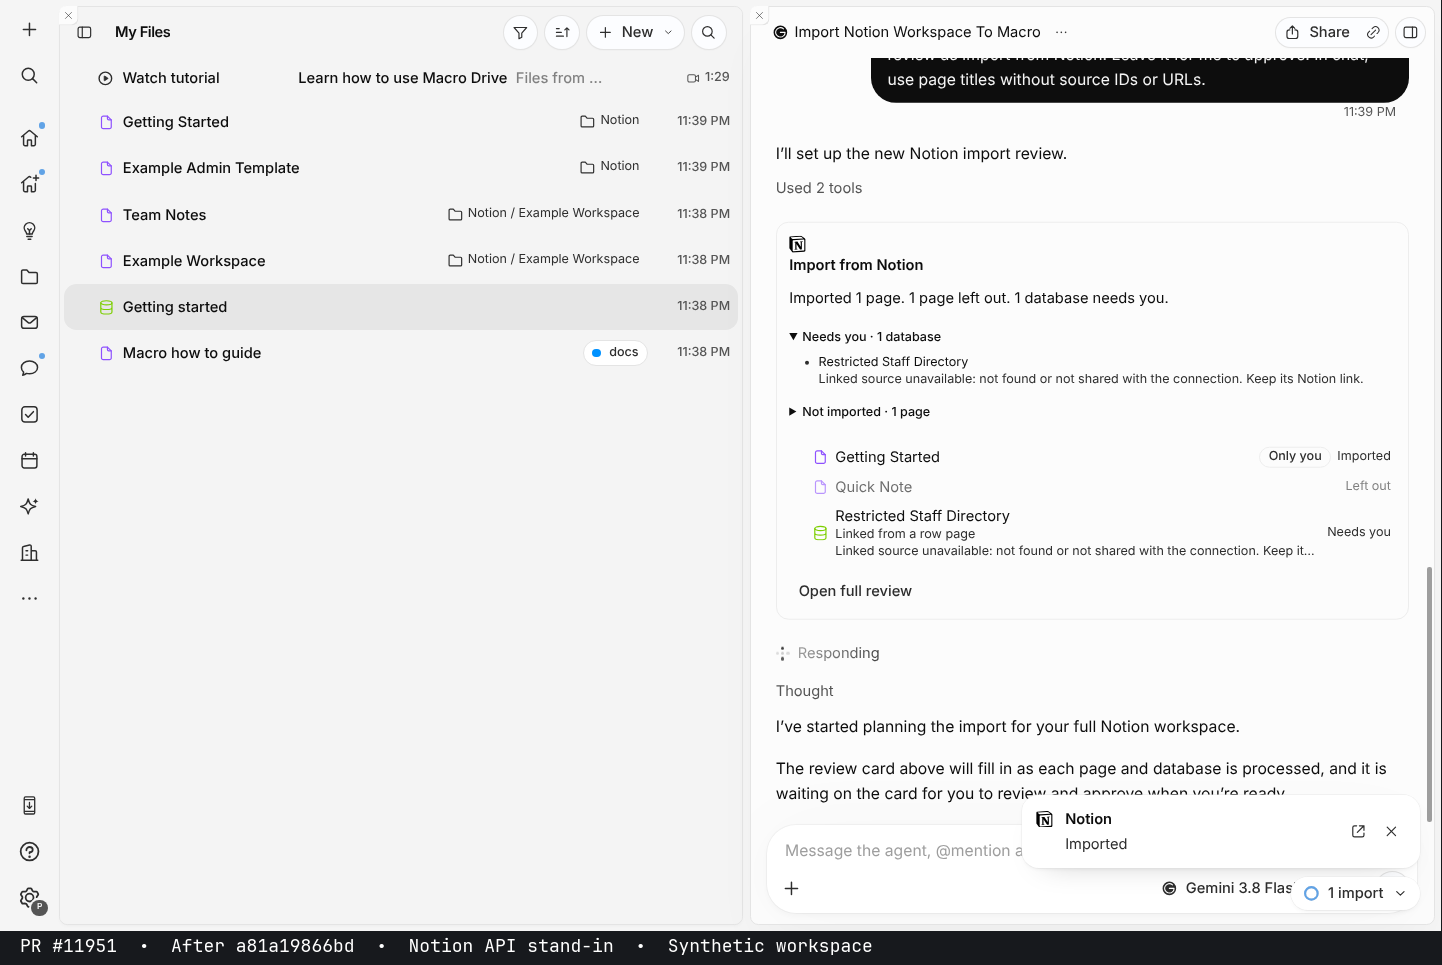 My Files
New
Watch tutorial
Learn how to use Macro Drive Files from ...
1:29
Getting Started
Notion
11:39 PM
Example Admin Template
Notion
11:39 PM
Team Notes
Notion / Example Workspace
11:38 PM
Example Workspace
Notion / Example Workspace
11:38 PM
Getting started
11:38 PM
Macro how to guide
docs
11:38 PM
P
Import Notion Workspace To Macro
Share
use page titles without source IDs or URLs.
11:39 PM
I'll set up the new Notion import review.
Used 2 tools
Import from Notion
Imported 1 page. 1 page left out. 1 database needs you.
Needs you · 1 database
• Restricted Staff Directory
Linked source unavailable: not found or not shared with the connection. Keep its Notion link.
Not imported · 1 page
Getting Started
Only you
Imported
Quick Note
Left out
Restricted Staff Directory
Linked from a row page
Linked source unavailable: not found or not shared with the connection. Keep it...
Needs you
Open full review
Responding
Thought
I've started planning the import for your full Notion workspace.
The review card above will fill in as each page and database is processed, and it is
waiting on the card for you to review and approve when you're ready.
Notion
Imported
Message the agent, @mention a
Gemini 3.8 Flas
1 import
PR #11951 • After a81a19866bd • Notion API stand-in • Synthetic workspace